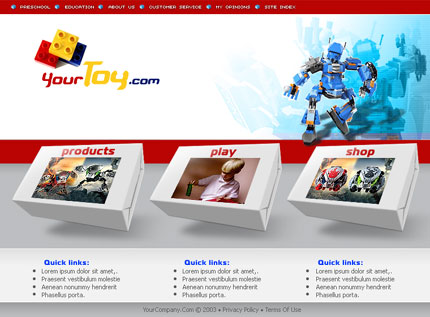 PRESCHOOL EDUCATION ABOUT US CUSTOMER SERVICE MY OPINIONS SITE INDEX
YourToy.com
products play shop
Quick links: Quick links: Quick links:
Lorem ipsum dolor sit amet,. Lorem ipsum dolor sit amet,. Lorem ipsum dolor sit amet,.
Praesent vestibulum molestie Praesent vestibulum molestie Praesent vestibulum molestie
Aenean nonummy hendrerit Aenean nonummy hendrerit Aenean nonummy hendrerit
Phasellus porta. Phasellus porta. Phasellus porta.
YourCompany.Com © 2003 • Privacy Policy • Terms Of Use